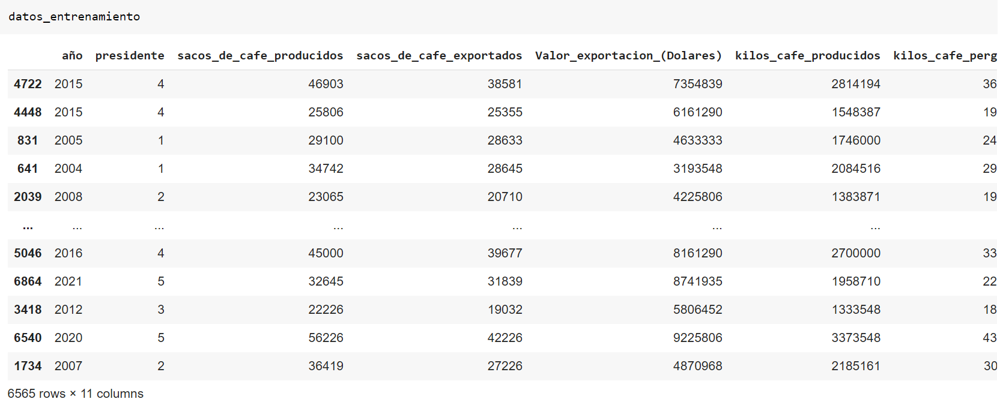 datos_entrenamiento
año presidente sacos_de_cafe_producidos sacos_de_cafe_exportados Valor_exportacion_(Dolares) kilos_cafe_producidos kilos_cafe_perg
4722 2015 4 46903 38581 7354839 2814194 36
4448 2015 4 25806 25355 6161290 1548387 19
831 2005 1 29100 28633 4633333 1746000 24
641 2004 1 34742 28645 3193548 2084516 29
2039 2008 2 23065 20710 4225806 1383871 19
... ... ... ... ... ... ...
5046 2016 4 45000 39677 8161290 2700000 33
6864 2021 5 32645 31839 8741935 1958710 22
3418 2012 3 22226 19032 5806452 1333548 18
6540 2020 5 56226 42226 9225806 3373548 43
1734 2007 2 36419 27226 4870968 2185161 30
6565 rows × 11 columns